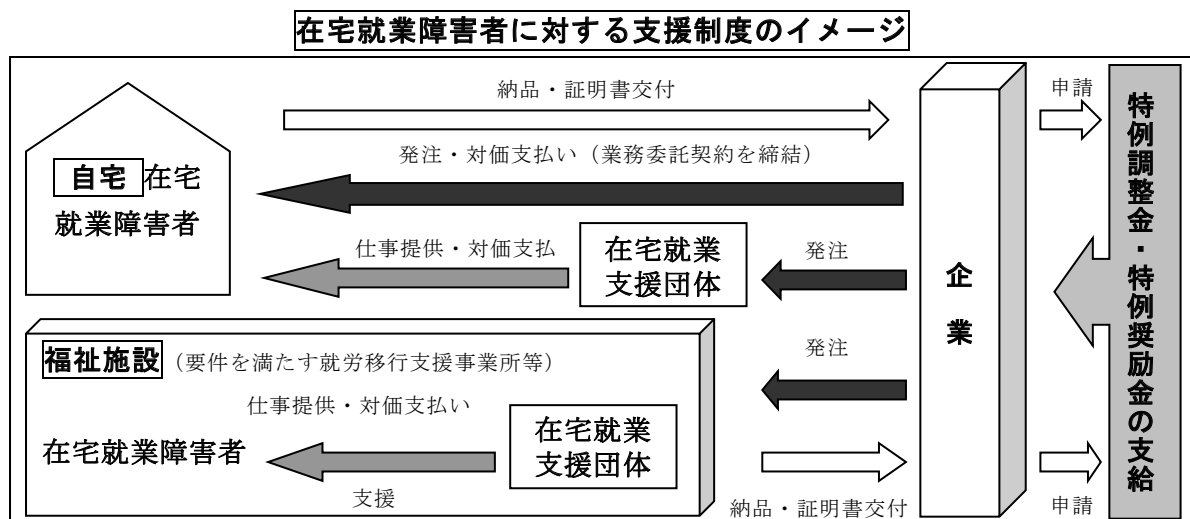 在宅就業障害者に対する支援制度のイメージ
納品・証明書交付
申請
発注・対価支払い（業務委託契約を締結）
自宅 在宅
就業障害者
仕事提供・対価支払
在宅就業
支援団体
発注
企業
特例調整金・特例奨励金の支給
福祉施設（要件を満たす就労移行支援事業所等）
発注
仕事提供・対価支払い
在宅就業障害者
在宅就業
支援団体
支援
納品・証明書交付
申請